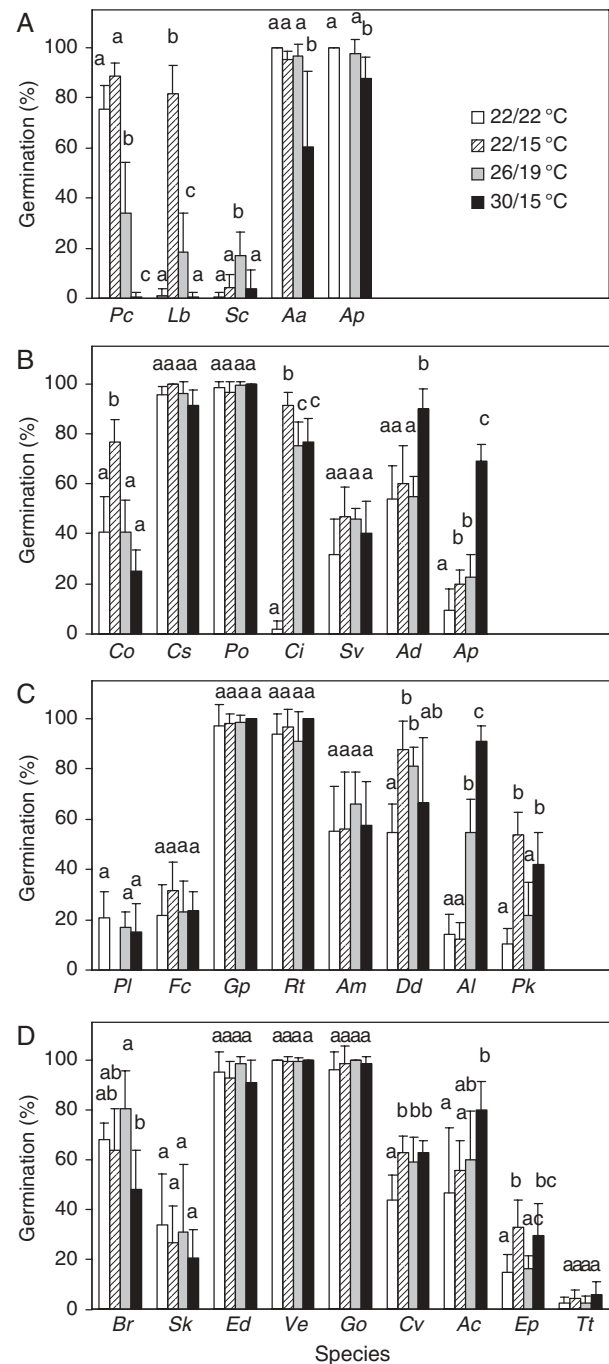 A
a a b c a b c a a a b a aa a b a a b
Germination (%)
100
80
60
40
20
0
22/22 °C
22/15 °C
26/19 °C
30/15 °C
Pc Lb Sc Aa Ap
B
a b a a aaaa aaaa a b c c aaaa aa a b a b b c
Germination (%)
100
80
60
40
20
0
Co Cs Po Ci Sv Ad Ap
C
a a a aaaa aaaa aaaa aaaa a b b ab aa b c a b a b
Germination (%)
100
80
60
40
20
0
Pl Fc Gp Rt Am Dd Al Pk
D
ab ab a b a a a a aaaa aaaa aaaa a bbb a a ab b a b ac bc aaaa
Germination (%)
100
80
60
40
20
0
Br Sk Ed Ve Go Cv Ac Ep Tt
Species